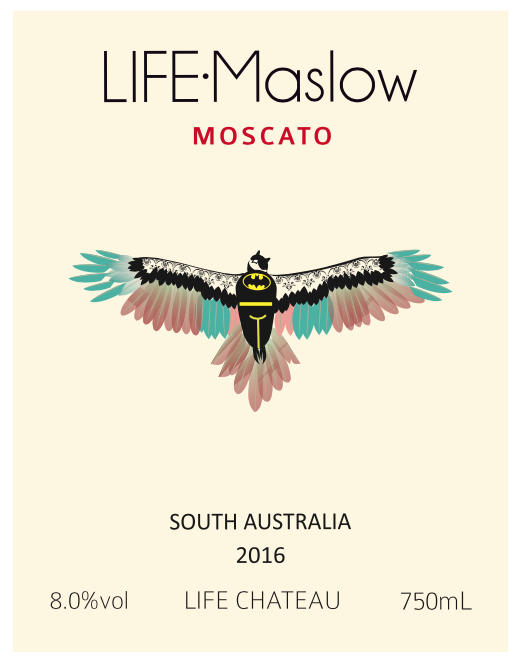 LIFE·Maslow
MOSCATO
SOUTH AUSTRALIA
2016
8.0%vol LIFE CHATEAU 750mL